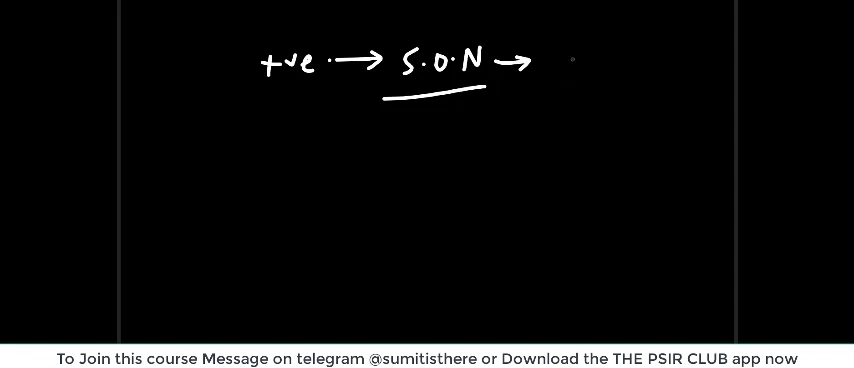 +ve → S.O.N →
To Join this course Message on telegram @sumitisthere or Download the THE PSIR CLUB app now